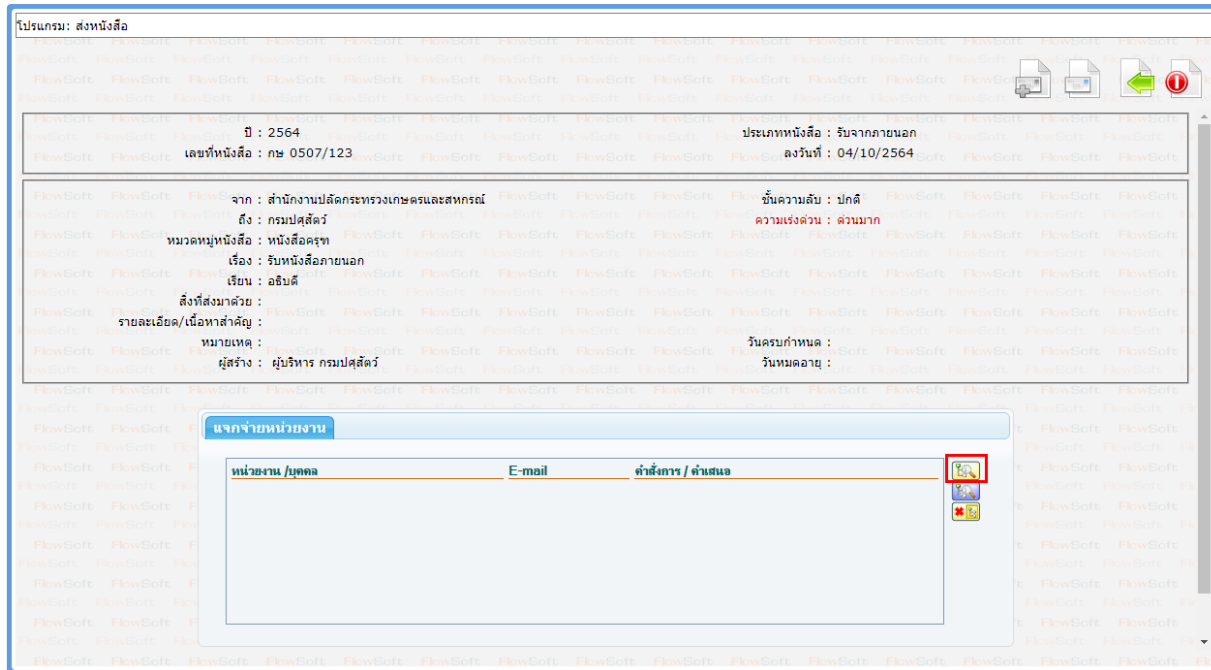 โปรแกรม: ส่งหนังสือ
ปี : 2564
ประเภทหนังสือ : รับจากภายนอก
เลขที่หนังสือ : กษ 0507/123
ลงวันที่ : 04/10/2564
จาก : สำนักงานปลัดกระทรวงเกษตรและสหกรณ์
ชั้นความลับ : ปกติ
ถึง : กรมปศุสัตว์
ความเร่งด่วน : ด่วนมาก
หมวดหมู่หนังสือ : หนังสือครุฑ
เรื่อง : รับหนังสือภายนอก
เรียน : อธิบดี
สิ่งที่ส่งมาด้วย :
รายละเอียด/เนื้อหาสำคัญ :
หมายเหตุ :
วันครบกำหนด :
ผู้สร้าง : ผู้บริหาร กรมปศุสัตว์
วันหมดอายุ :
แจกจ่ายหน่วยงาน
หน่วยงาน /บุคคล E-mail คำสั่งการ / คำเสนอ